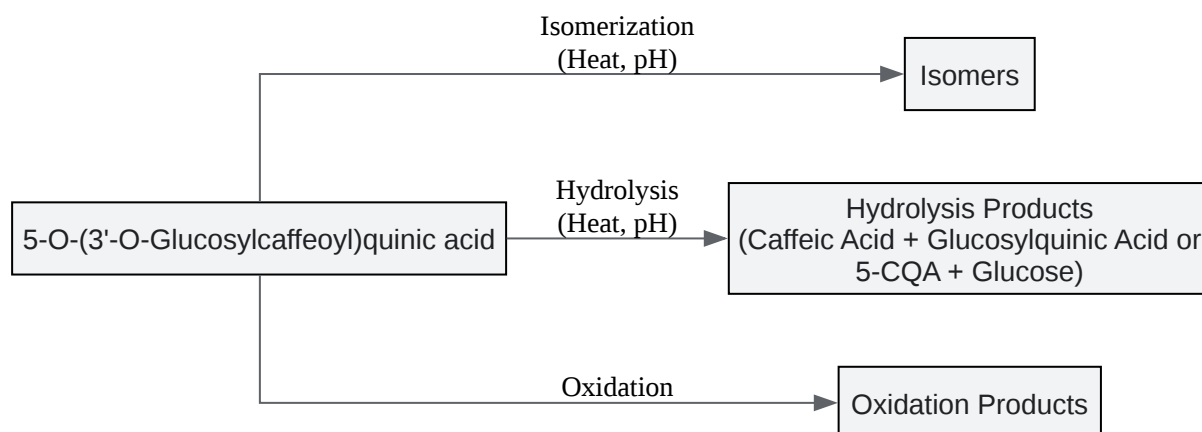 Isomerization
(Heat, pH)
Isomers
5-O-(3'-O-Glucosylcaffeoyl)quinic acid
Hydrolysis
(Heat, pH)
Hydrolysis Products
(Caffeic Acid + Glucosylquinic Acid or
5-CQA + Glucose)
Oxidation
Oxidation Products